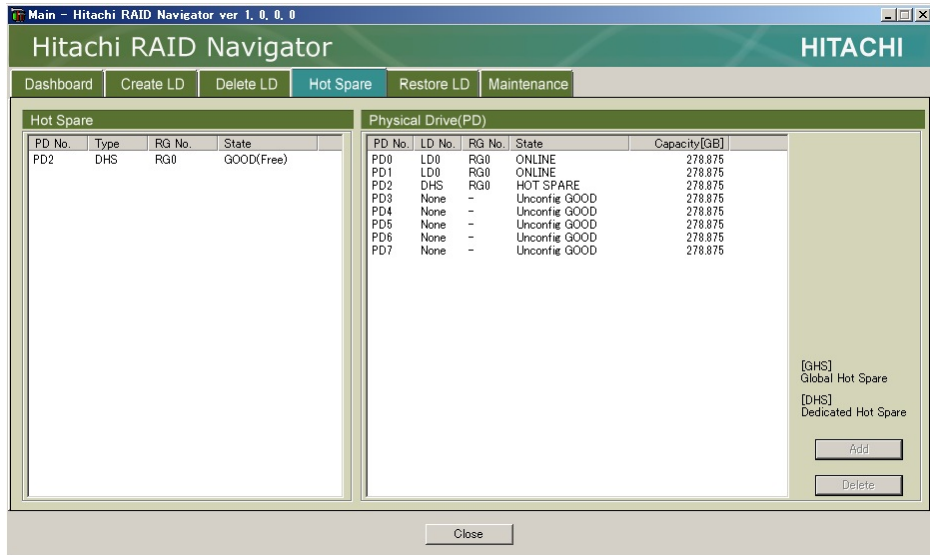 Main - Hitachi RAID Navigator ver 1.0.0.0
Hitachi RAID Navigator HITACHI
Dashboard Create LD Delete LD Hot Spare Restore LD Maintenance
Hot Spare
PD No. Type RG No. State
PD2 DHS RG0 GOOD(Free)
Physical Drive(PD)
PD No. LD No. RG No. State Capacity[GB]
PD0 LD0 RG0 ONLINE 278.875
PD1 LD0 RG0 ONLINE 278.875
PD2 DHS RG0 HOT SPARE 278.875
PD3 None - Unconfig GOOD 278.875
PD4 None - Unconfig GOOD 278.875
PD5 None - Unconfig GOOD 278.875
PD6 None - Unconfig GOOD 278.875
PD7 None - Unconfig GOOD 278.875
[GHS]
Global Hot Spare
[DHS]
Dedicated Hot Spare
Add
Delete
Close